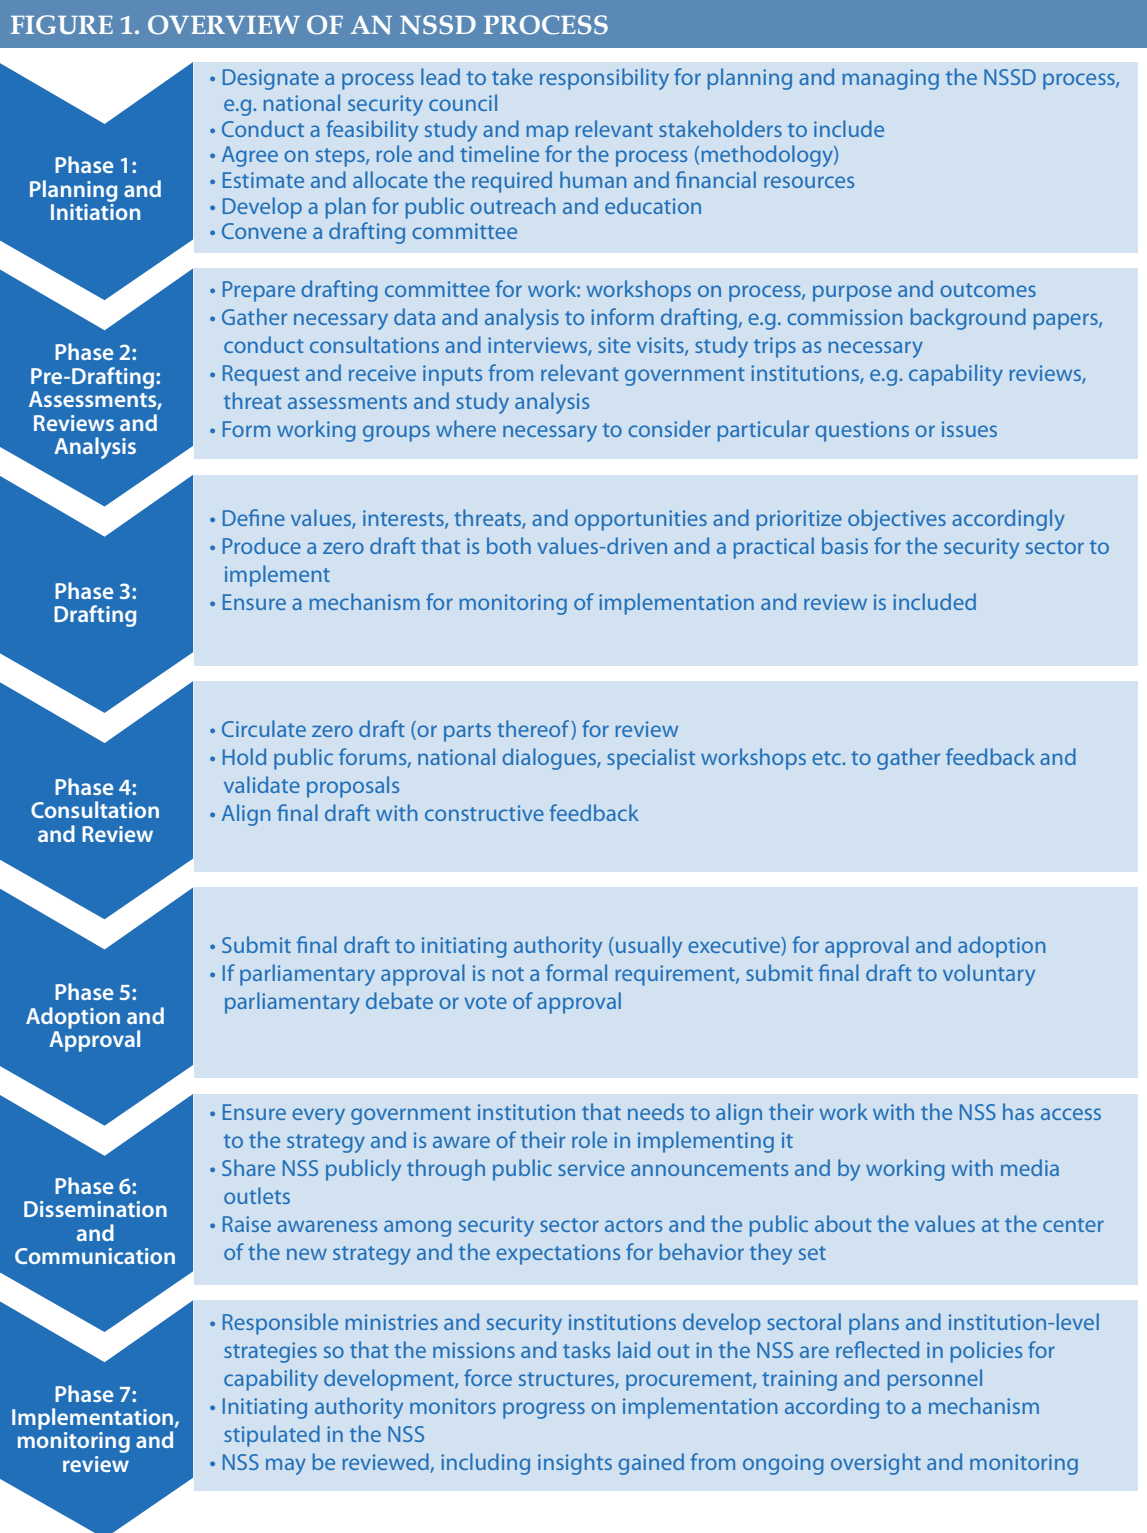 FIGURE 1. OVERVIEW OF AN NSSD PROCESS
Phase 1:
Planning and
Initiation
• Designate a process lead to take responsibility for planning and managing the NSSD process,
e.g. national security council
• Conduct a feasibility study and map relevant stakeholders to include
• Agree on steps, role and timeline for the process (methodology)
• Estimate and allocate the required human and financial resources
• Develop a plan for public outreach and education
• Convene a drafting committee
Phase 2:
Pre-Drafting:
Assessments,
Reviews and
Analysis
• Prepare drafting committee for work: workshops on process, purpose and outcomes
• Gather necessary data and analysis to inform drafting, e.g. commission background papers,
conduct consultations and interviews, site visits, study trips as necessary
• Request and receive inputs from relevant government institutions, e.g. capability reviews,
threat assessments and study analysis
• Form working groups where necessary to consider particular questions or issues
Phase 3:
Drafting
• Define values, interests, threats, and opportunities and prioritize objectives accordingly
• Produce a zero draft that is both values-driven and a practical basis for the security sector to
implement
• Ensure a mechanism for monitoring of implementation and review is included
Phase 4:
Consultation
and Review
• Circulate zero draft (or parts thereof) for review
• Hold public forums, national dialogues, specialist workshops etc. to gather feedback and
validate proposals
• Align final draft with constructive feedback
Phase 5:
Adoption and
Approval
• Submit final draft to initiating authority (usually executive) for approval and adoption
• If parliamentary approval is not a formal requirement, submit final draft to voluntary
parliamentary debate or vote of approval
Phase 6:
Dissemination
and
Communication
• Ensure every government institution that needs to align their work with the NSS has access
to the strategy and is aware of their role in implementing it
• Share NSS publicly through public service announcements and by working with media
outlets
• Raise awareness among security sector actors and the public about the values at the center
of the new strategy and the expectations for behavior they set
Phase 7:
Implementation,
monitoring and
review
• Responsible ministries and security institutions develop sectoral plans and institution-level
strategies so that the missions and tasks laid out in the NSS are reflected in policies for
capability development, force structures, procurement, training and personnel
• Initiating authority monitors progress on implementation according to a mechanism
stipulated in the NSS
• NSS may be reviewed, including insights gained from ongoing oversight and monitoring